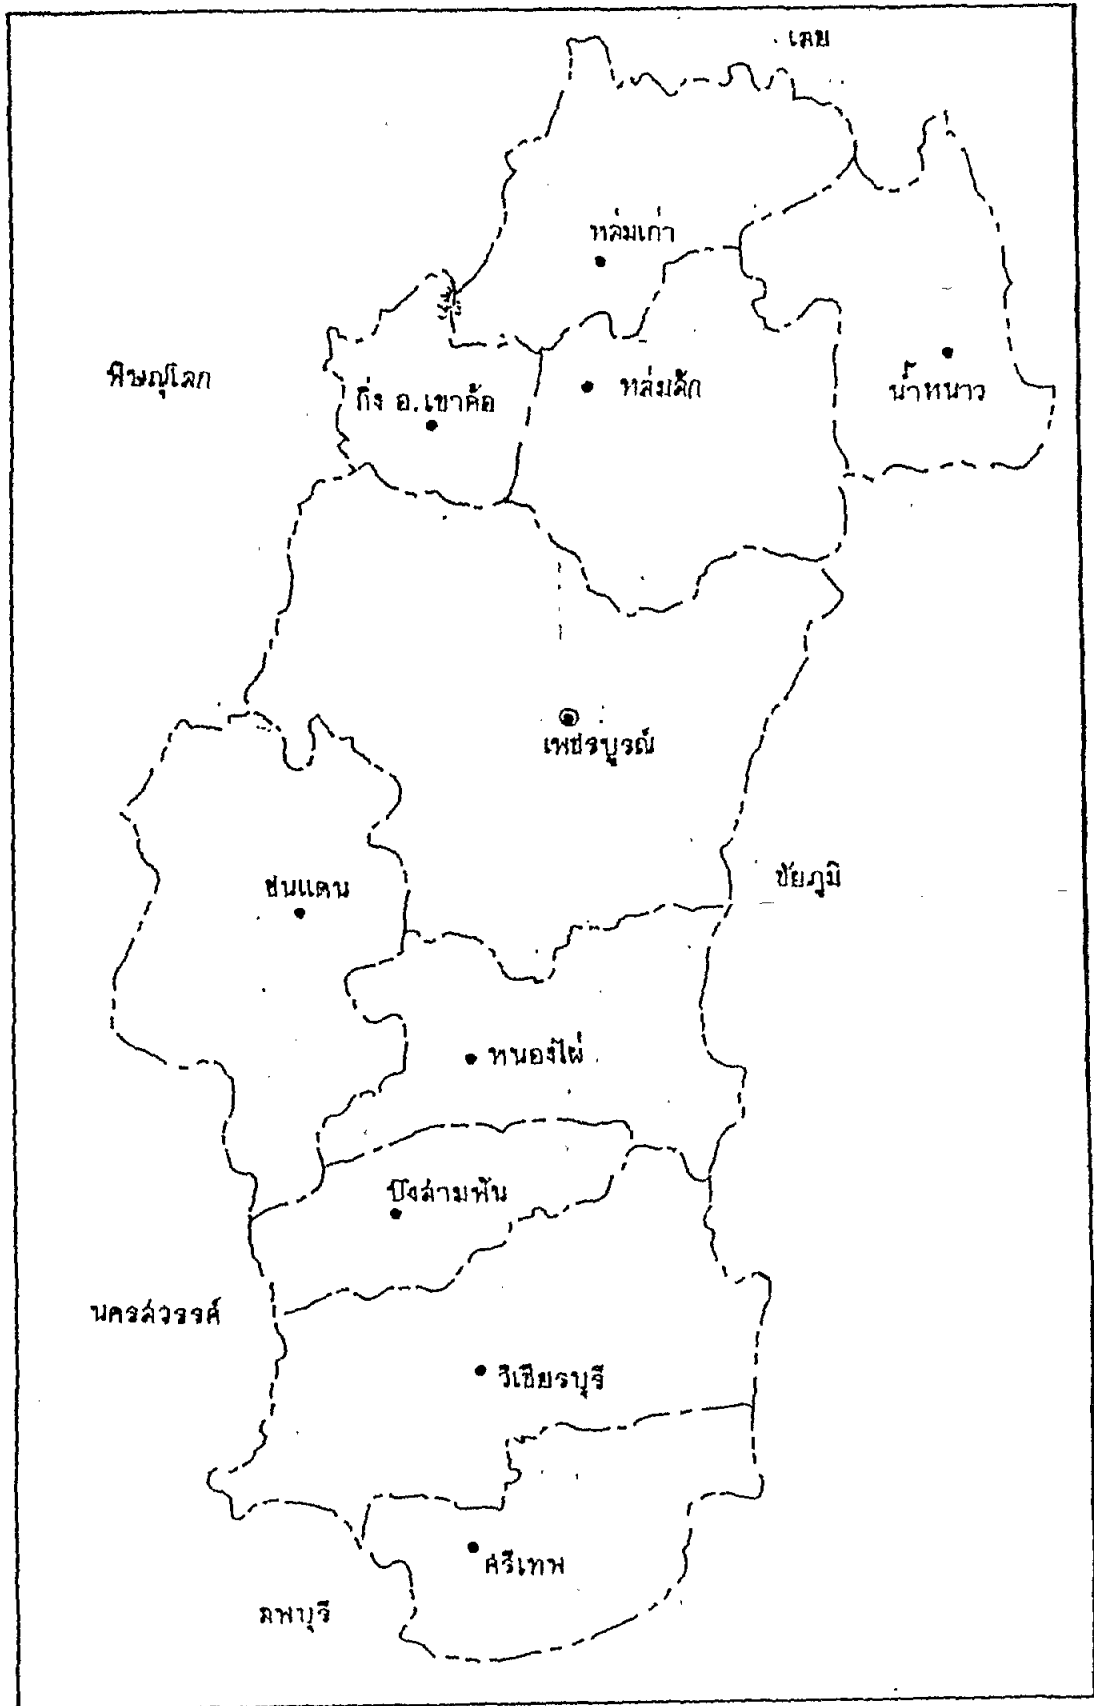 เลย
หล่มเก่า
พิษณุโลก
กิ่ง อ.เขาค้อ
หล่มสัก
น้ำหนาว
เพชรบูรณ์
ชนแดน
ชัยภูมิ
หนองไผ่
บึงสามพัน
นครสวรรค์
วิเชียรบุรี
ศรีเทพ
ลพบุรี